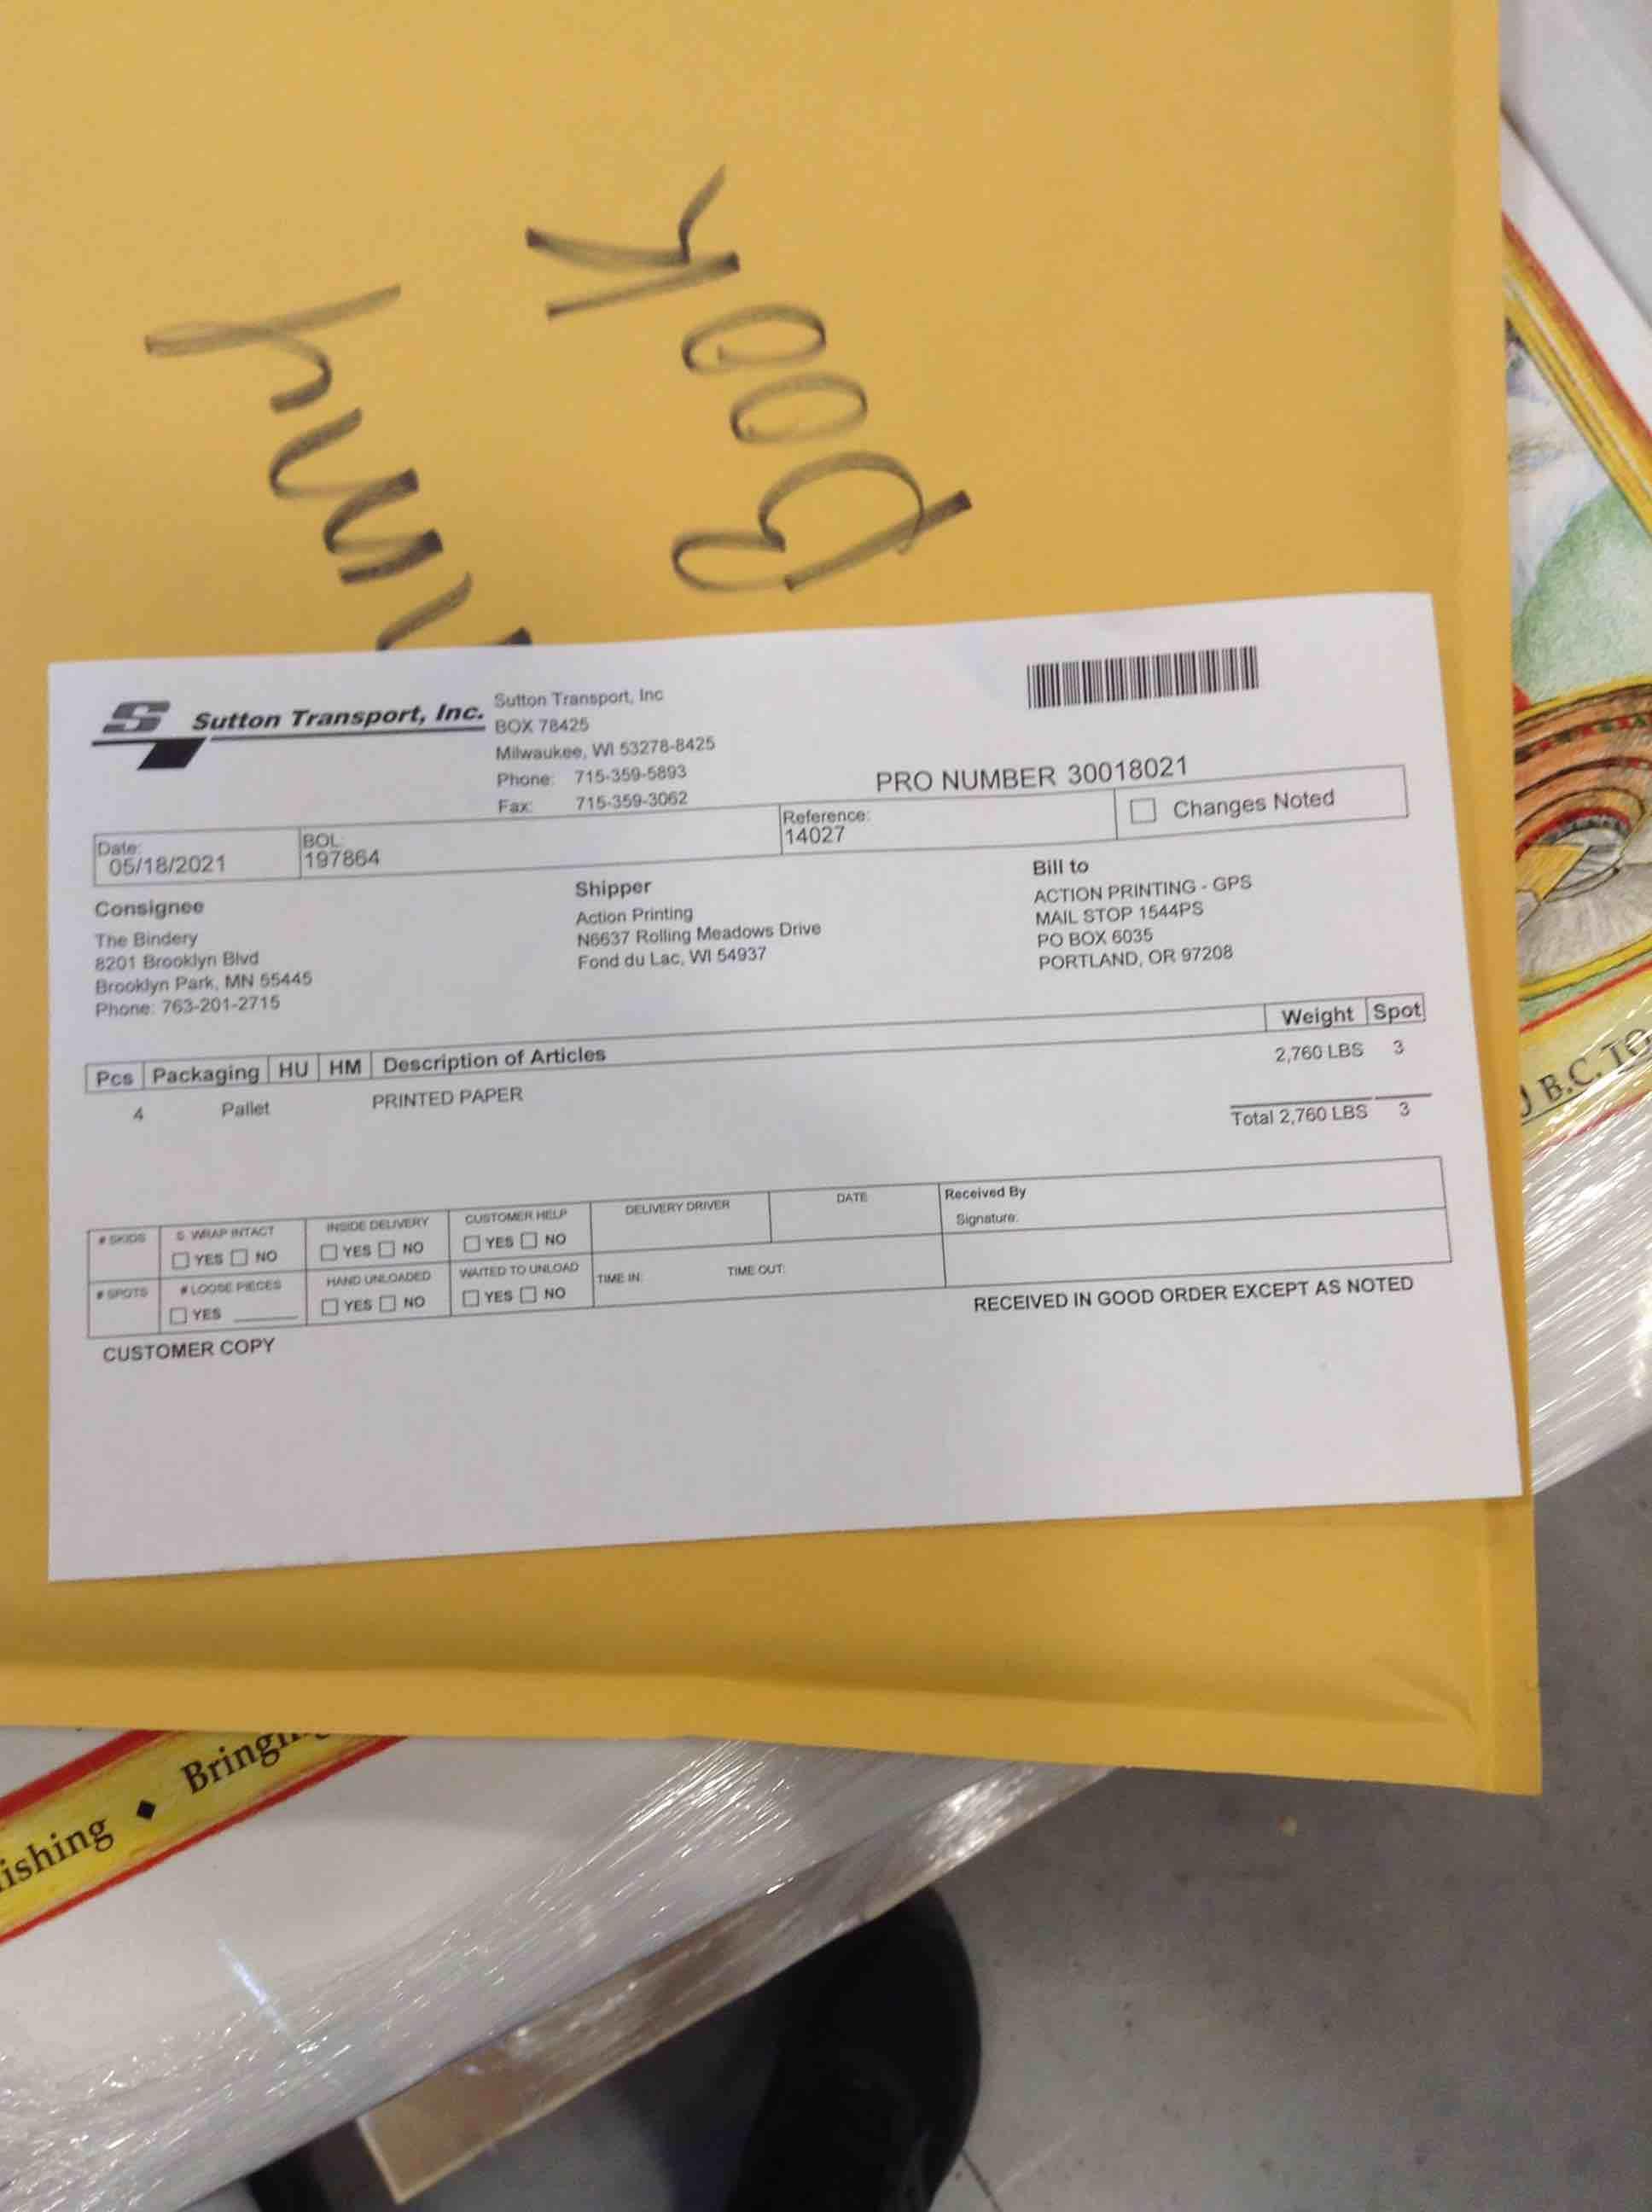 Book
Sutton Transport, Inc.
Sutton Transport, Inc
BOX 78425
Milwaukee, WI 53278-8425
Phone: 715-359-5893
Fax: 715-359-3062
PRO NUMBER 30018021
Date: 05/18/2021
BOL 197864
Reference: 14027
Changes Noted
Consignee
The Bindery
8201 Brooklyn Blvd
Brooklyn Park, MN 55445
Phone: 763-201-2715
Shipper
Action Printing
N6637 Rolling Meadows Drive
Fond du Lac, WI 54937
Bill to
ACTION PRINTING - GPS
MAIL STOP 1544PS
PO BOX 6035
PORTLAND, OR 97208
Pcs Packaging HU HM Description of Articles Weight Spot
4 Pallet PRINTED PAPER 2,760 LBS 3
Total 2,760 LBS 3
# SKIDS S. WRAP INTACT INSIDE DELIVERY CUSTOMER HELP DELIVERY DRIVER DATE Received By
YES NO YES NO YES NO Signature:
# SPOTS # LOOSE PIECES HAND UNLOADED WAITED TO UNLOAD TIME IN: TIME OUT:
YES YES NO YES NO
RECEIVED IN GOOD ORDER EXCEPT AS NOTED
CUSTOMER COPY
B.C. TO
ishing ♦ Bringin